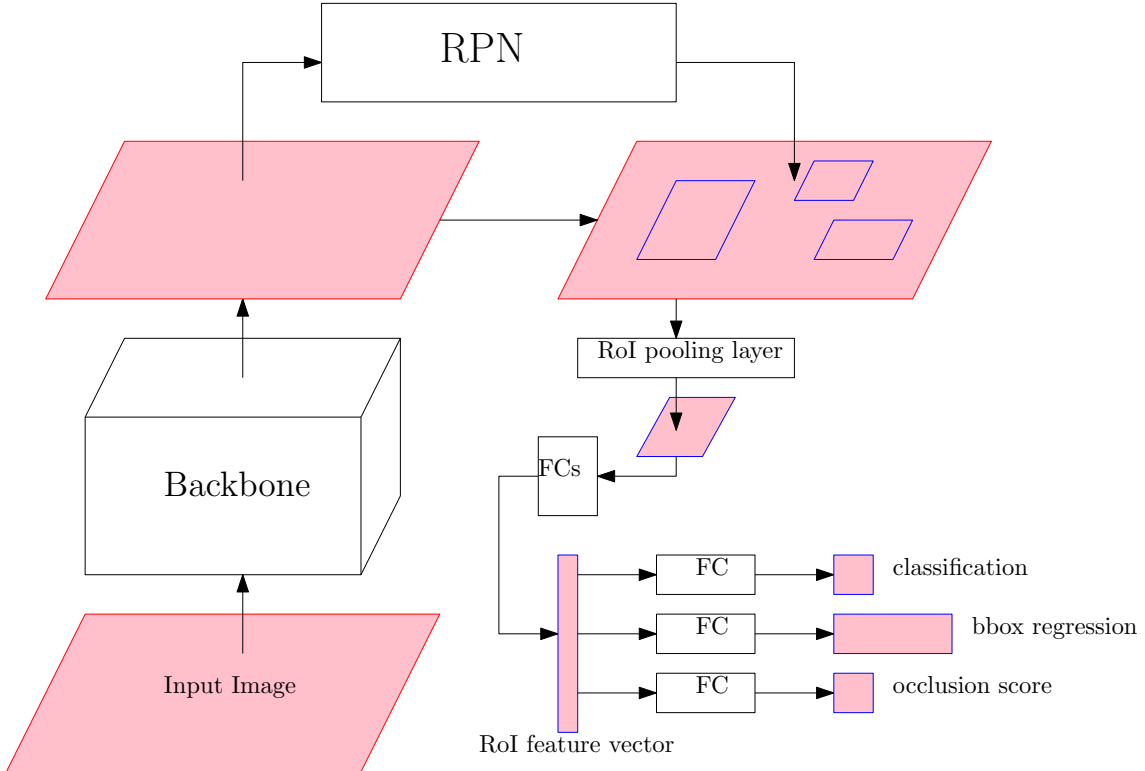 RPN
RoI pooling layer
Backbone
FCs
FC
classification
FC
bbox regression
FC
occlusion score
Input Image
RoI feature vector